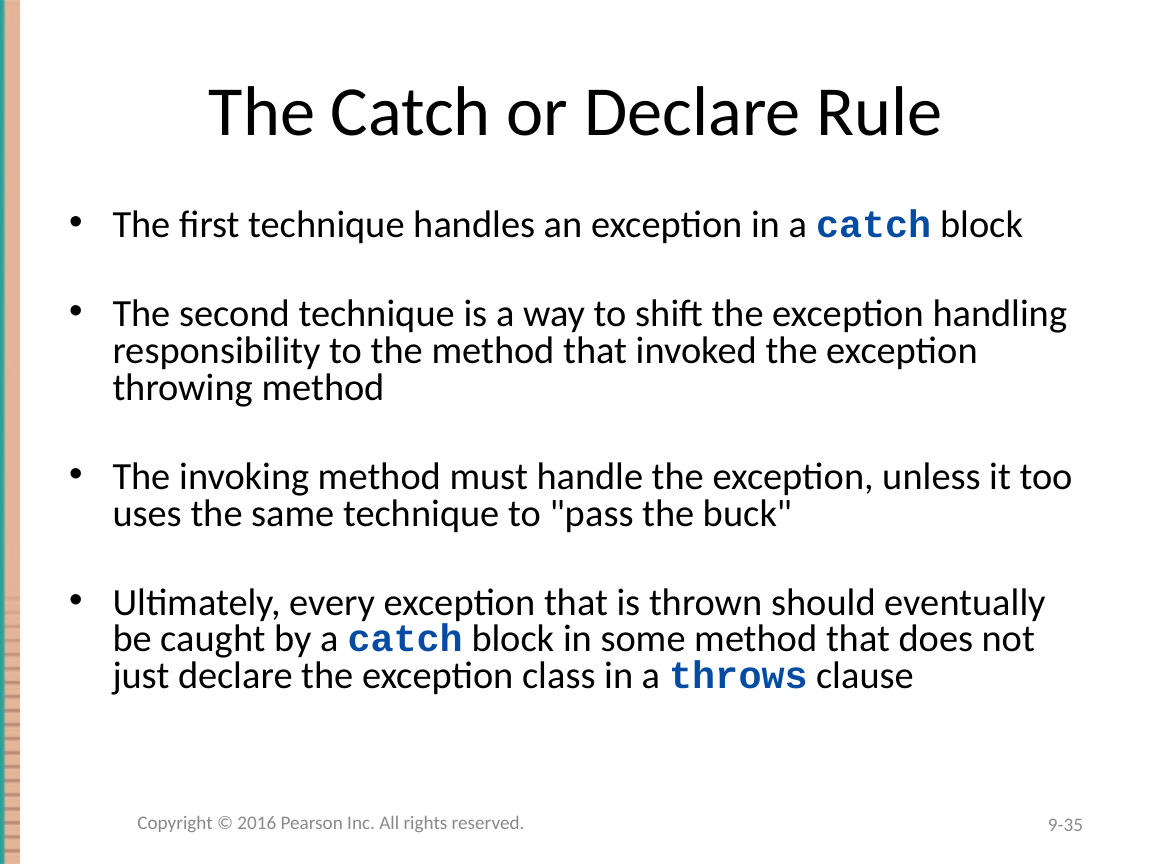 The Catch or Declare Rule
• The first technique handles an exception in a catch block
• The second technique is a way to shift the exception handling
responsibility to the method that invoked the exception
throwing method
• The invoking method must handle the exception, unless it too
uses the same technique to "pass the buck"
• Ultimately, every exception that is thrown should eventually
be caught by a catch block in some method that does not
just declare the exception class in a throws clause
Copyright © 2016 Pearson Inc. All rights reserved.
9-35